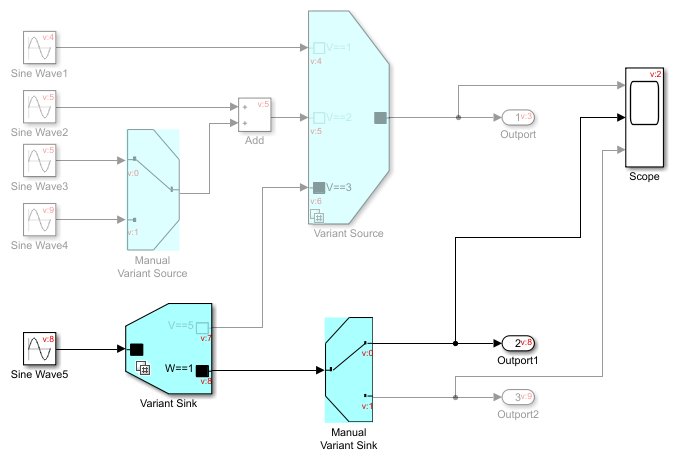 v:4
Sine Wave1
v:5
Sine Wave2
v:5
Sine Wave3
v:9
Sine Wave4
v:0
v:1
Manual
Variant Source
+
+
v:5
Add
V==1
v:4
V==2
v:5
V==3
v:6
Variant Source
1
v:3
Outport
v:2
Scope
v:8
Sine Wave5
V==5
v:7
W==1
v:8
Variant Sink
v:0
v:1
Manual
Variant Sink
2
v:8
Outport1
3
v:9
Outport2